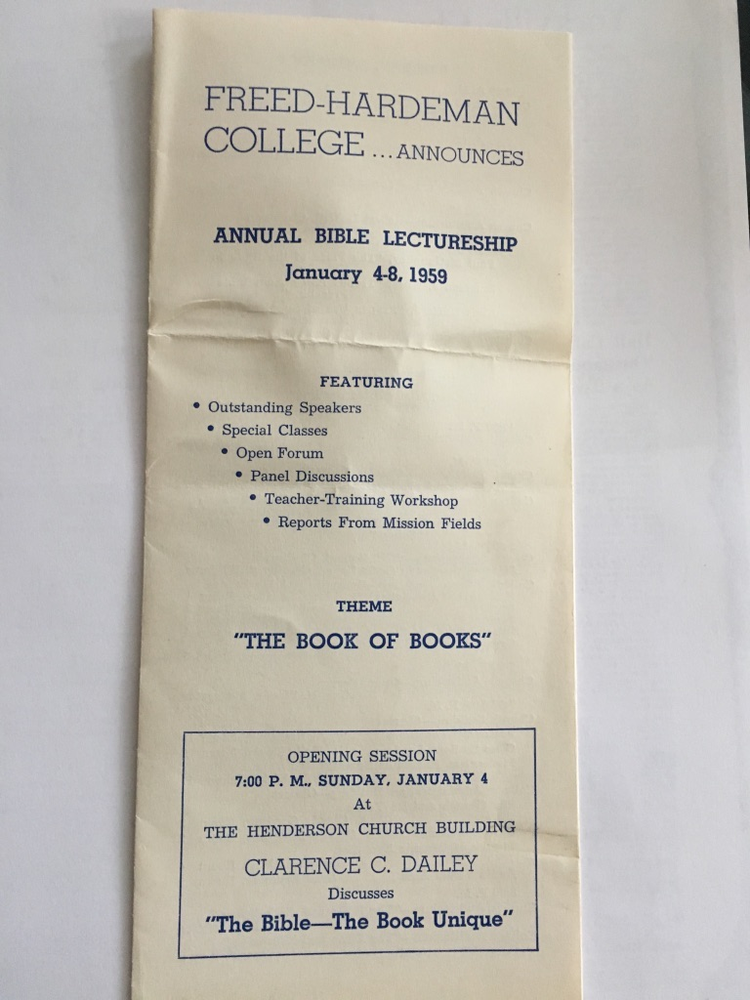 FREED-HARDEMAN
COLLEGE ...ANNOUNCES
ANNUAL BIBLE LECTURESHIP
January 4-8, 1959
FEATURING
• Outstanding Speakers
• Special Classes
• Open Forum
• Panel Discussions
• Teacher-Training Workshop
• Reports From Mission Fields
THEME
"THE BOOK OF BOOKS"
OPENING SESSION
7:00 P. M., SUNDAY, JANUARY 4
At
THE HENDERSON CHURCH BUILDING
CLARENCE C. DAILEY
Discusses
"The Bible—The Book Unique"